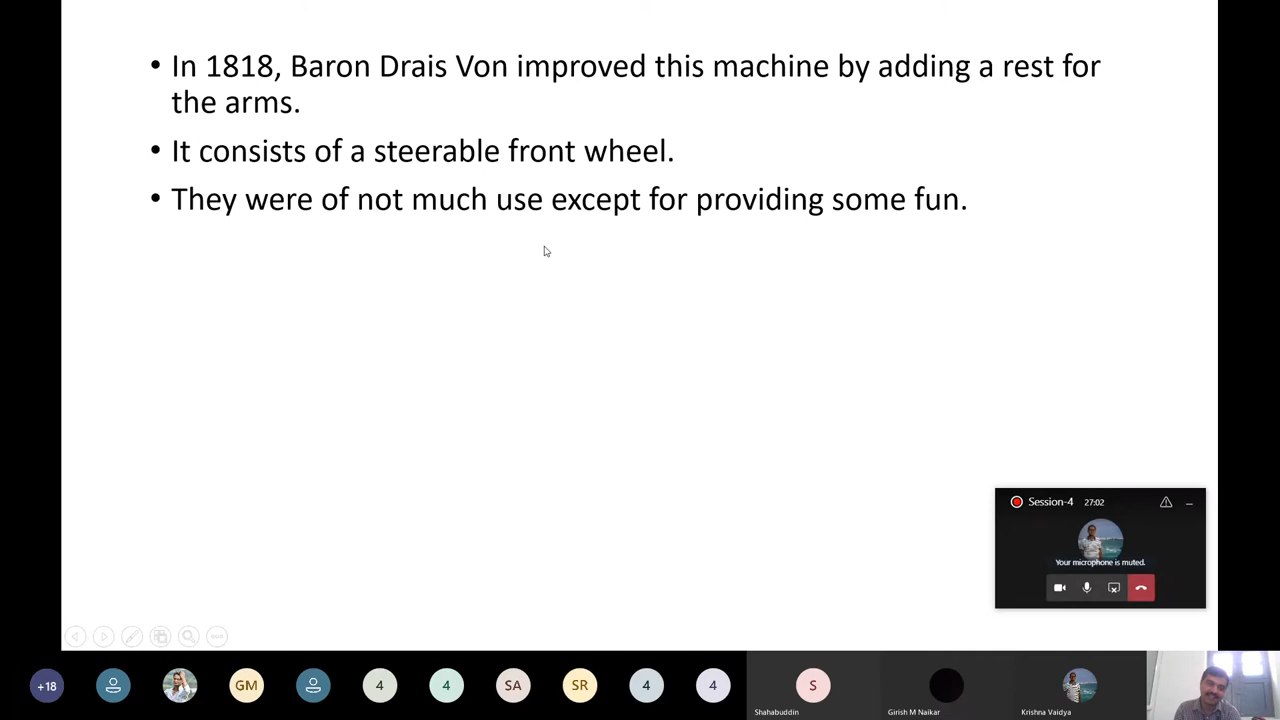 • In 1818, Baron Drais Von improved this machine by adding a rest for
the arms.
• It consists of a steerable front wheel.
• They were of not much use except for providing some fun.
Session-4 27:02
Your microphone is muted.
+18 GM 4 4 SA SR 4 4 S
Shahabuddin Girish M Naikar Krishna Vaidya